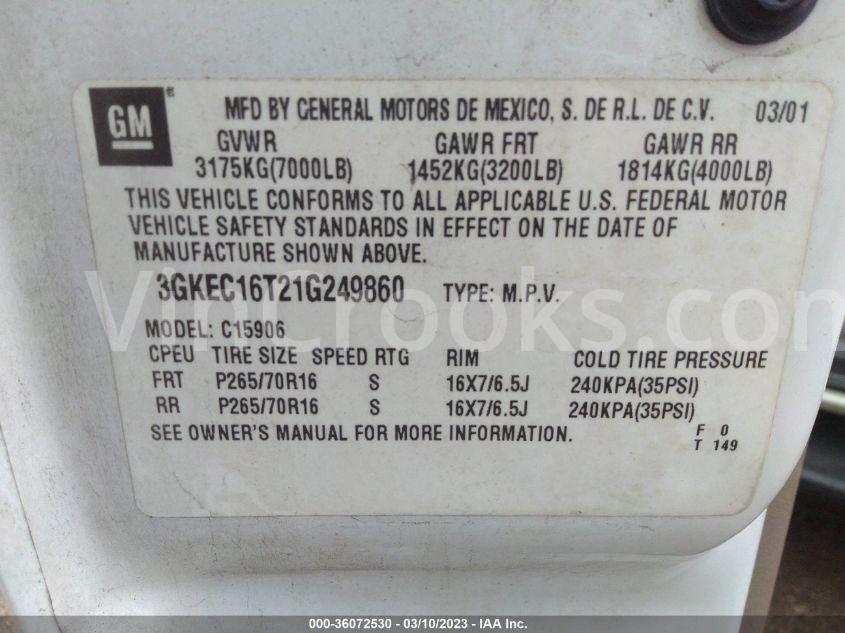 GM® MFD BY GENERAL MOTORS DE MEXICO, S. DE R.L. DE C.V. 03/01
GVWR GAWR FRT GAWR RR
3175KG(7000LB) 1452KG(3200LB) 1814KG(4000LB)
THIS VEHICLE CONFORMS TO ALL APPLICABLE U.S. FEDERAL MOTOR
VEHICLE SAFETY STANDARDS IN EFFECT ON THE DATE OF
MANUFACTURE SHOWN ABOVE.
3GKEC16T21G249860 TYPE: M.P.V.
VinCrooks.com
MODEL: C15906
CPEU TIRE SIZE SPEED RTG RIM COLD TIRE PRESSURE
FRT P265/70R16 S 16X7/6.5J 240KPA(35PSI)
RR P265/70R16 S 16X7/6.5J 240KPA(35PSI)
SEE OWNER'S MANUAL FOR MORE INFORMATION. F 0
T 149
000-36072530 - 03/10/2023 - IAA Inc.